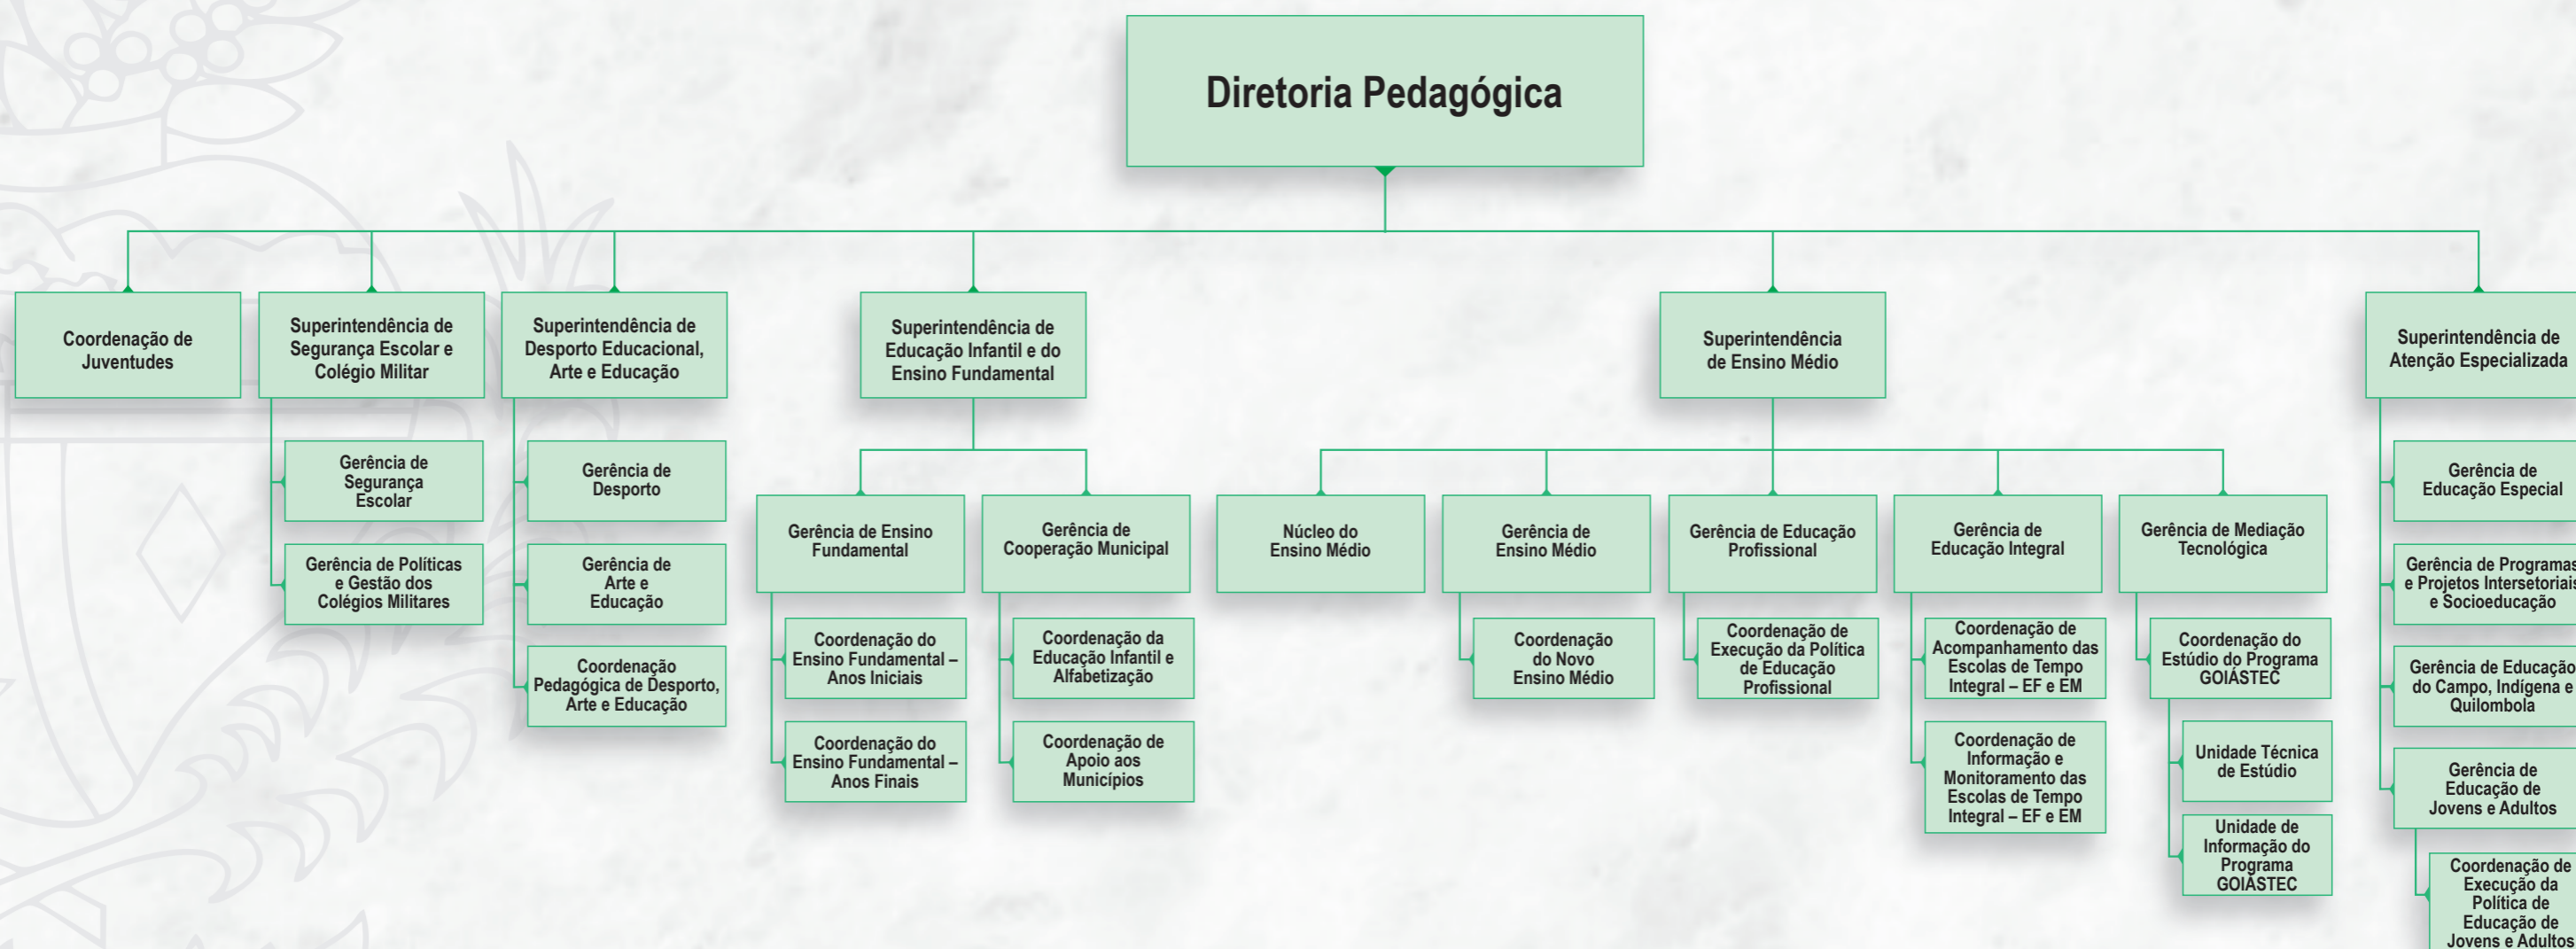 Diretoria Pedagógica
Coordenação de
Juventudes
Superintendência de
Segurança Escolar e
Colégio Militar
Gerência de
Segurança
Escolar
Gerência de Políticas
e Gestão dos
Colégios Militares
Superintendência de
Desporto Educacional,
Arte e Educação
Gerência de
Desporto
Gerência de
Arte e
Educação
Coordenação
Pedagógica de Desporto,
Arte e Educação
Superintendência de
Educação Infantil e do
Ensino Fundamental
Gerência de Ensino
Fundamental
Coordenação do
Ensino Fundamental –
Anos Iniciais
Coordenação do
Ensino Fundamental –
Anos Finais
Gerência de
Cooperação Municipal
Coordenação da
Educação Infantil e
Alfabetização
Coordenação de
Apoio aos
Municípios
Superintendência
de Ensino Médio
Núcleo do
Ensino Médio
Gerência de
Ensino Médio
Coordenação
do Novo
Ensino Médio
Gerência de Educação
Profissional
Coordenação de
Execução da Política
de Educação
Profissional
Gerência de
Educação Integral
Coordenação de
Acompanhamento das
Escolas de Tempo
Integral – EF e EM
Coordenação de
Informação e
Monitoramento das
Escolas de Tempo
Integral – EF e EM
Gerência de Mediação
Tecnológica
Coordenação do
Estúdio do Programa
GOIÁSTEC
Unidade Técnica
de Estúdio
Unidade de
Informação do
Programa
GOIÁSTEC
Superintendência de
Atenção Especializada
Gerência de
Educação Especial
Gerência de Programas
e Projetos Intersetoriais
e Socioeducação
Gerência de Educação
do Campo, Indígena e
Quilombola
Gerência de
Educação de
Jovens e Adultos
Coordenação de
Execução da
Política de
Educação de
Jovens e Adultos